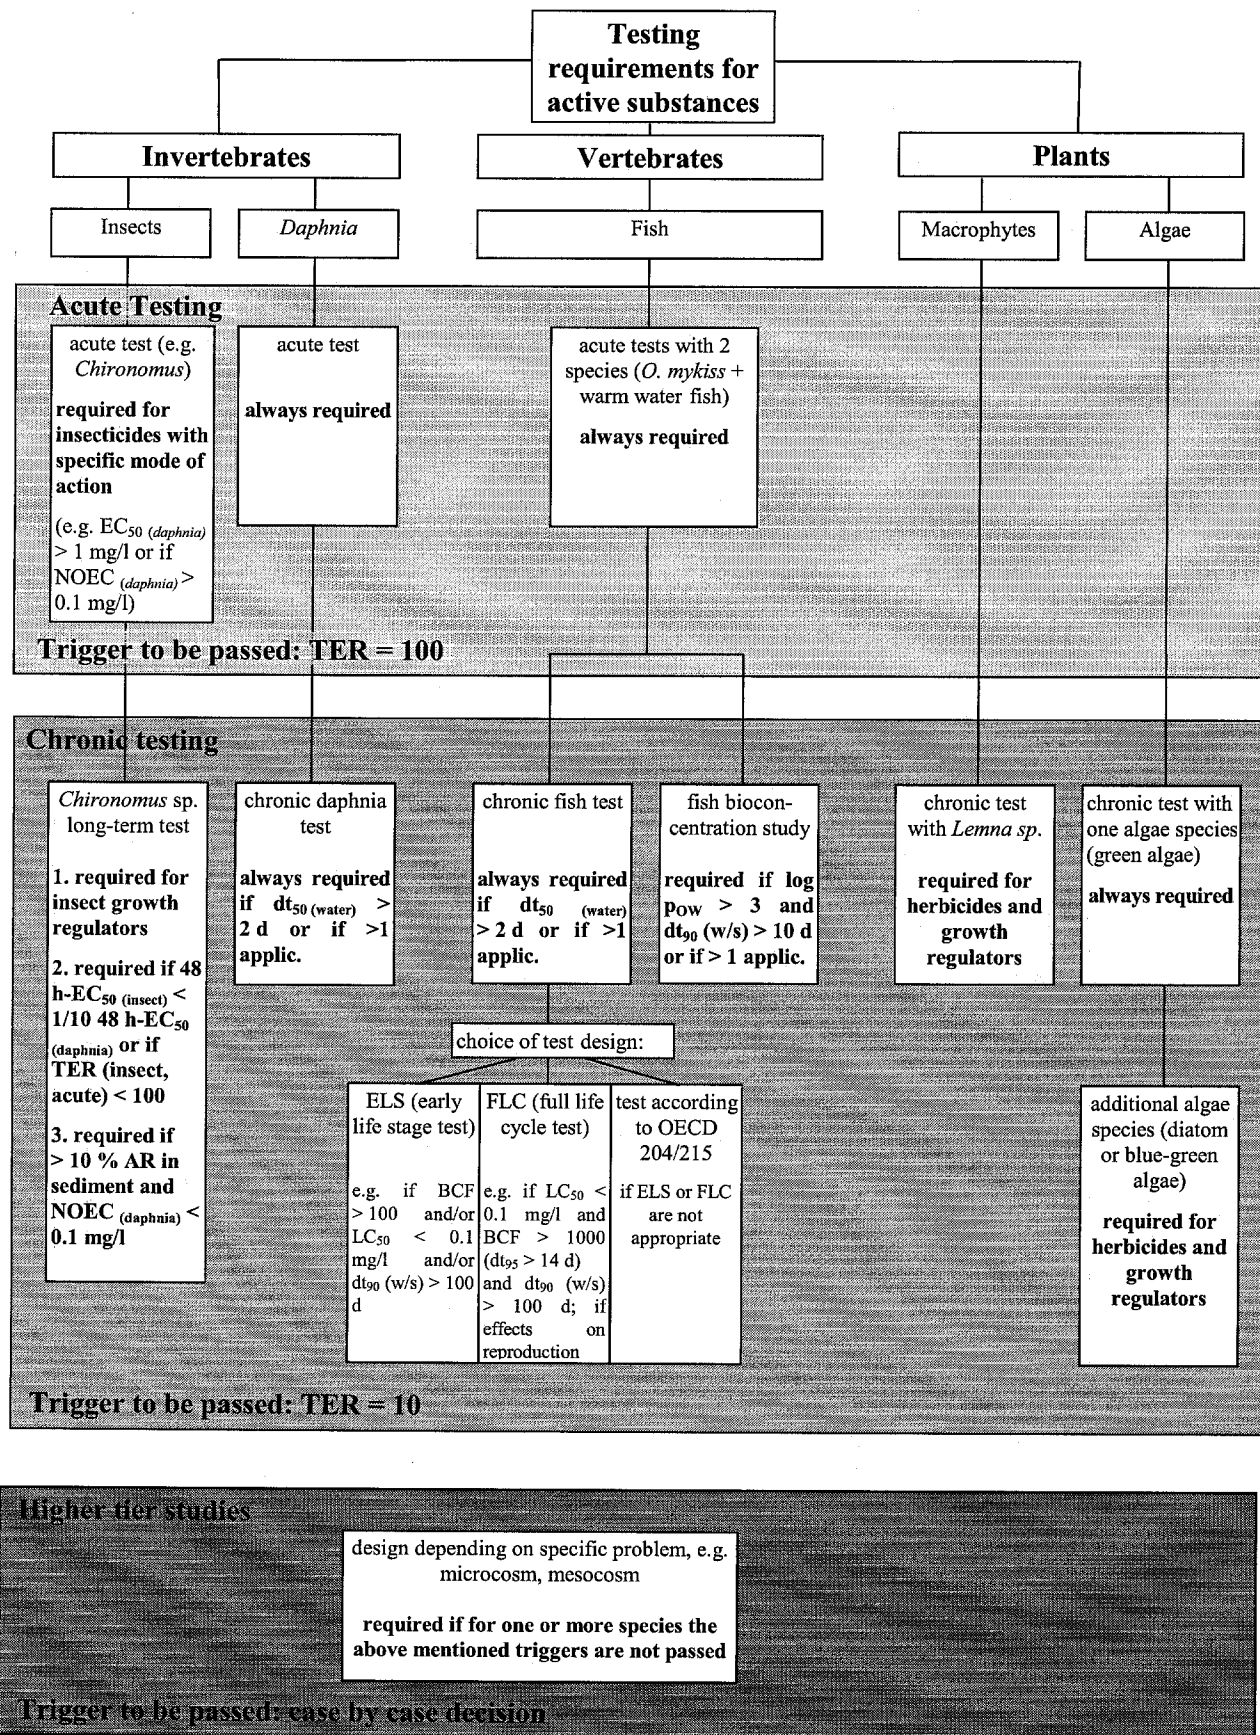 Testing
requirements for
active substances
Invertebrates
Vertebrates
Plants
Insects
Daphnia
Fish
Macrophytes
Algae
Acute Testing
acute test (e.g.
Chironomus)
required for
insecticides with
specific mode of
action
(e.g. EC50 (daphnia)
> 1 mg/l or if
NOEC (daphnia) >
0.1 mg/l)
acute test
always required
acute tests with 2
species (O. mykiss +
warm water fish)
always required
Trigger to be passed: TER = 100
Chronic testing
Chironomus sp.
long-term test
1. required for
insect growth
regulators
2. required if 48
h-EC50 (insect) <
1/10 48 h-EC50
(daphnia) or if
TER (insect,
acute) < 100
3. required if
> 10 % AR in
sediment and
NOEC (daphnia) <
0.1 mg/l
chronic daphnia
test
always required
if dt50 (water) >
2 d or if >1
applic.
chronic fish test
always required
if dt50 (water)
> 2 d or if >1
applic.
fish biocon-
centration study
required if log
pOW > 3 and
dt90 (w/s) > 10 d
or if > 1 applic.
chronic test
with Lemna sp.
required for
herbicides and
growth
regulators
chronic test with
one algae species
(green algae)
always required
choice of test design:
ELS (early
life stage test)
e.g. if BCF
> 100 and/or
LC50 < 0.1
mg/l and/or
dt90 (w/s) > 100
d
FLC (full life
cycle test)
e.g. if LC50 <
0.1 mg/l and
BCF > 1000
(dt95 > 14 d)
and dt90 (w/s)
> 100 d; if
effects on
reproduction
test according
to OECD
204/215
if ELS or FLC
are not
appropriate
additional algae
species (diatom
or blue-green
algae)
required for
herbicides and
growth
regulators
Trigger to be passed: TER = 10
Higher tier studies
design depending on specific problem, e.g.
microcosm, mesocosm
required if for one or more species the
above mentioned triggers are not passed
Trigger to be passed: case by case decision